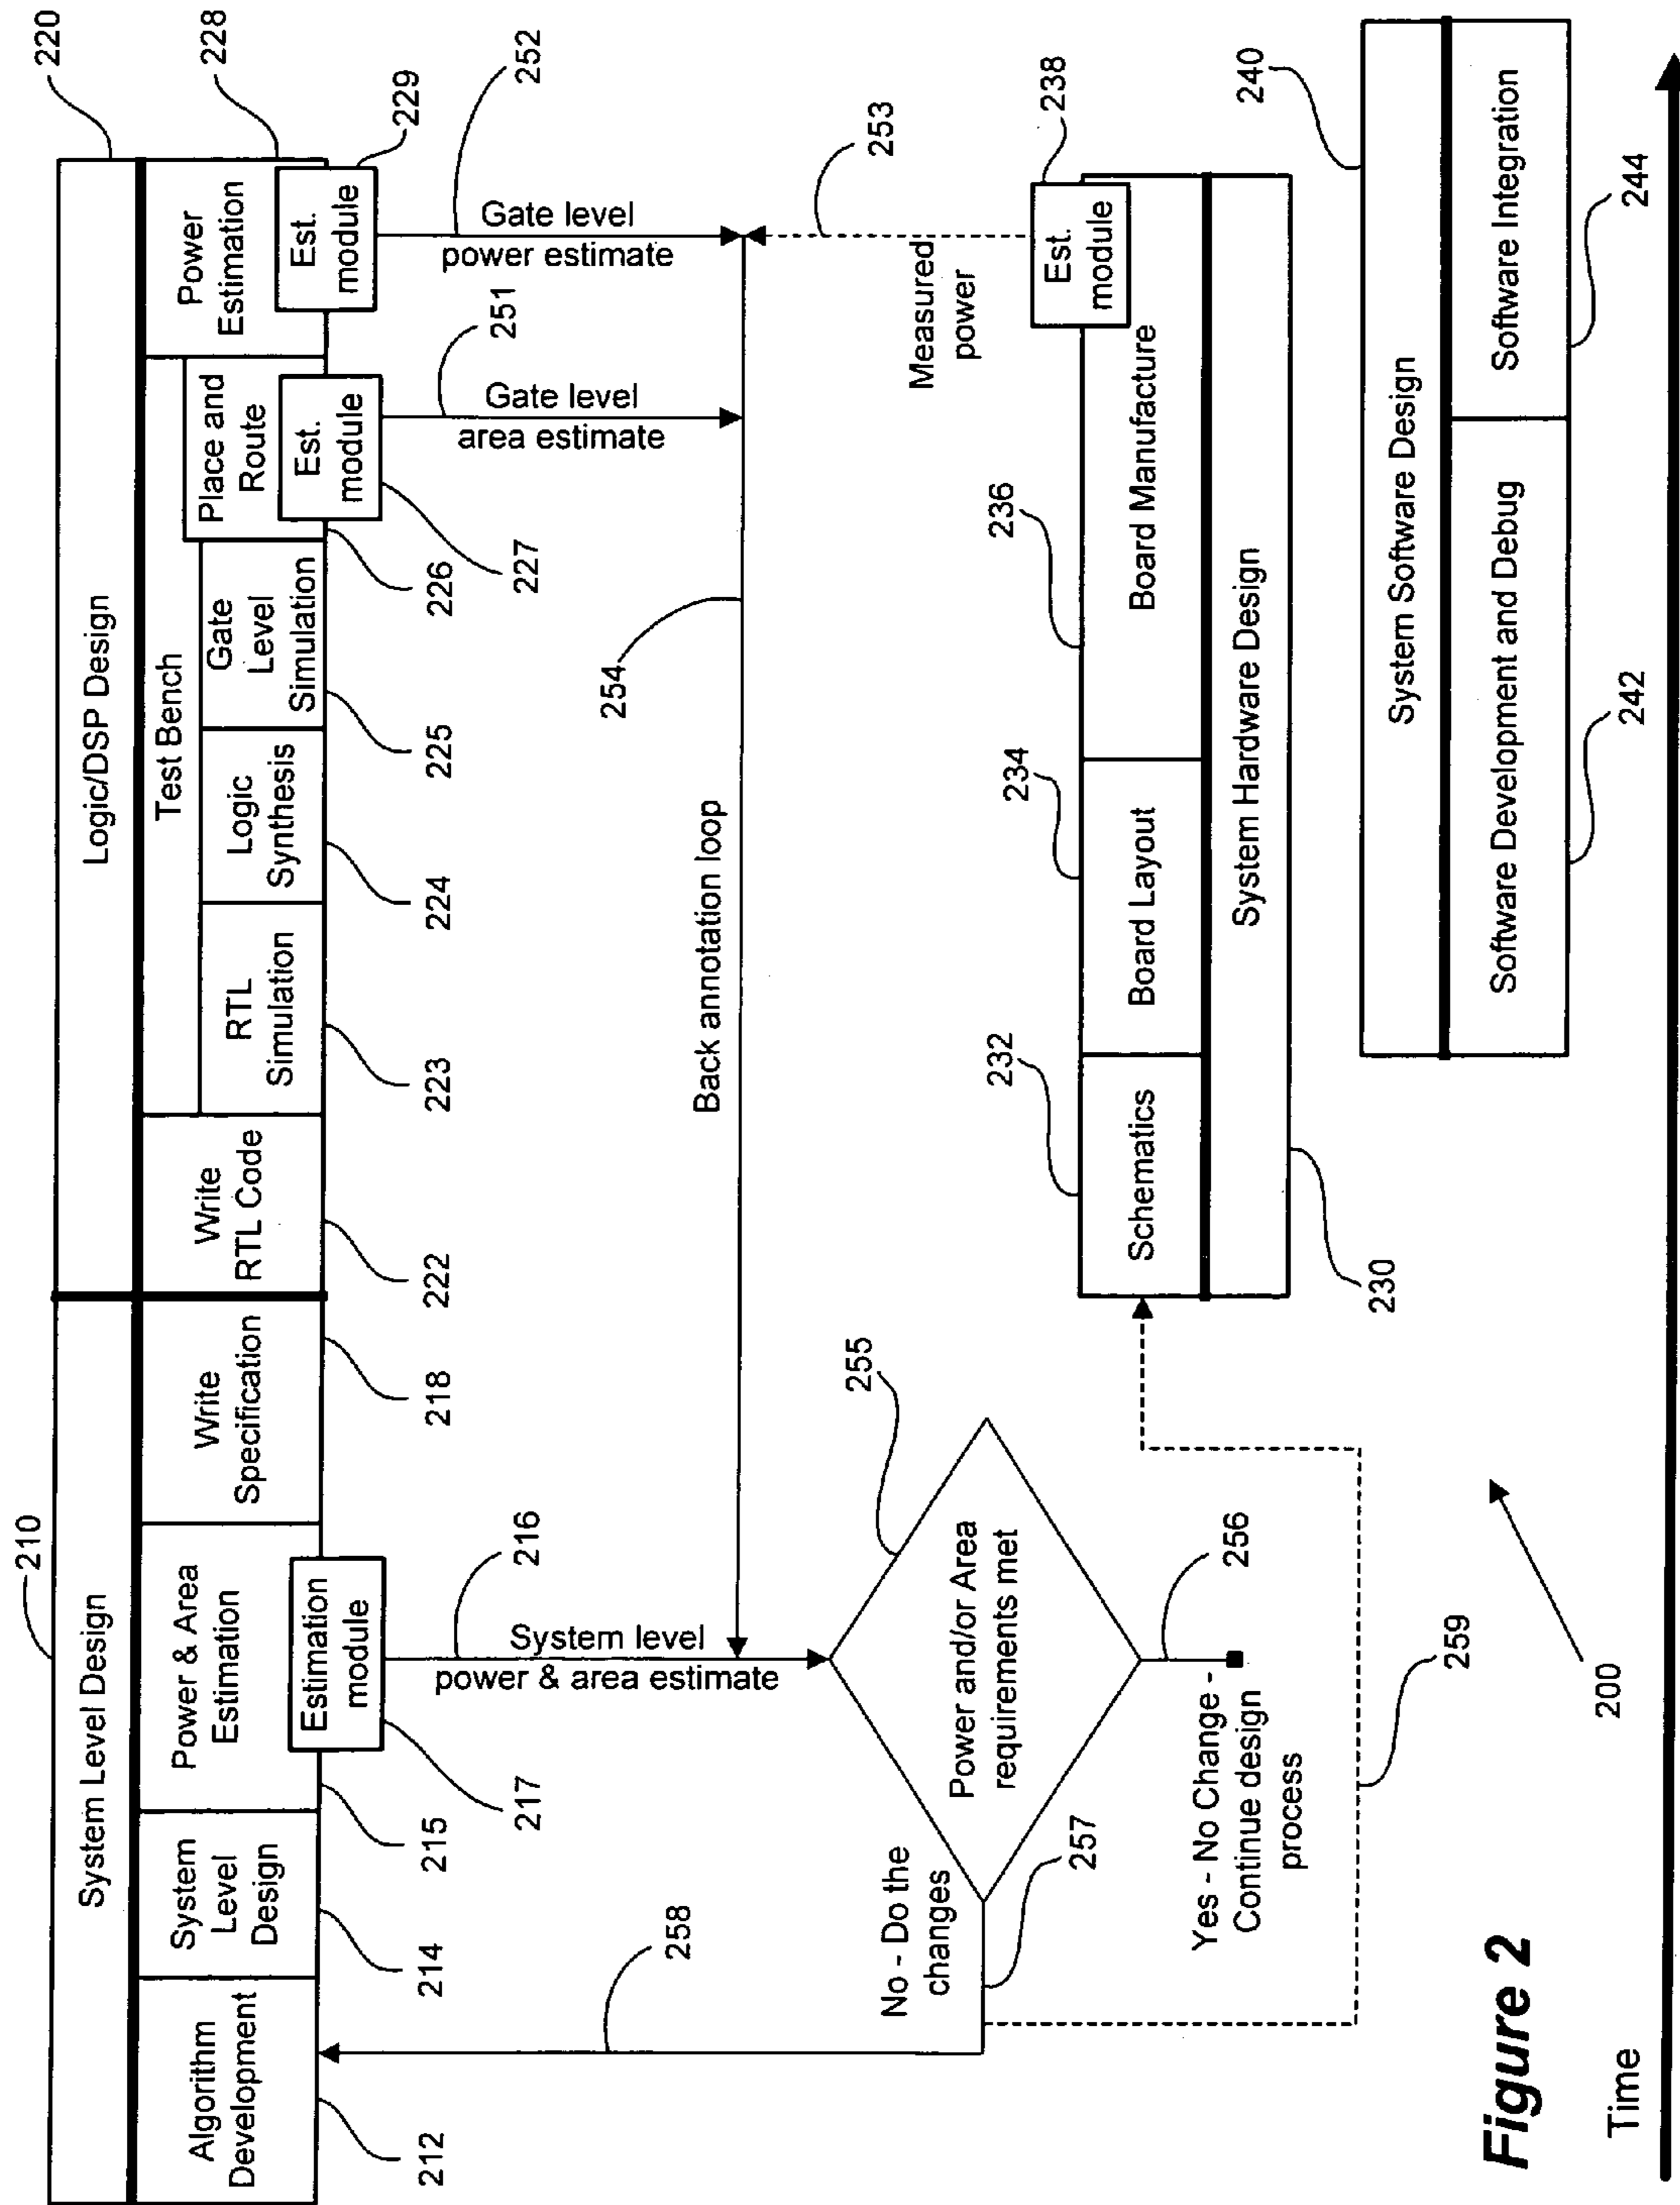 210
220
System Level Design
Logic/DSP Design
Algorithm
Development
System
Level
Design
Power & Area
Estimation
Estimation
module
Write
Specification
Write
RTL Code
Test Bench
RTL
Simulation
Logic
Synthesis
Gate
Level
Simulation
Place and
Route
Est.
module
Power
Estimation
Est.
module
228
229
212
214
215
217
218
222
223
224
225
226
227
216
System level
power & area estimate
251
Gate level
area estimate
252
Gate level
power estimate
258
254
Back annotation loop
253
Measured
power
No - Do the
changes
257
255
Power and/or Area
requirements met
256
Yes - No Change -
Continue design
process
259
232
234
236
238
Schematics
Board Layout
Board Manufacture
Est.
module
System Hardware Design
230
240
System Software Design
Software Development and Debug
Software Integration
242
244
200
Figure 2
Time